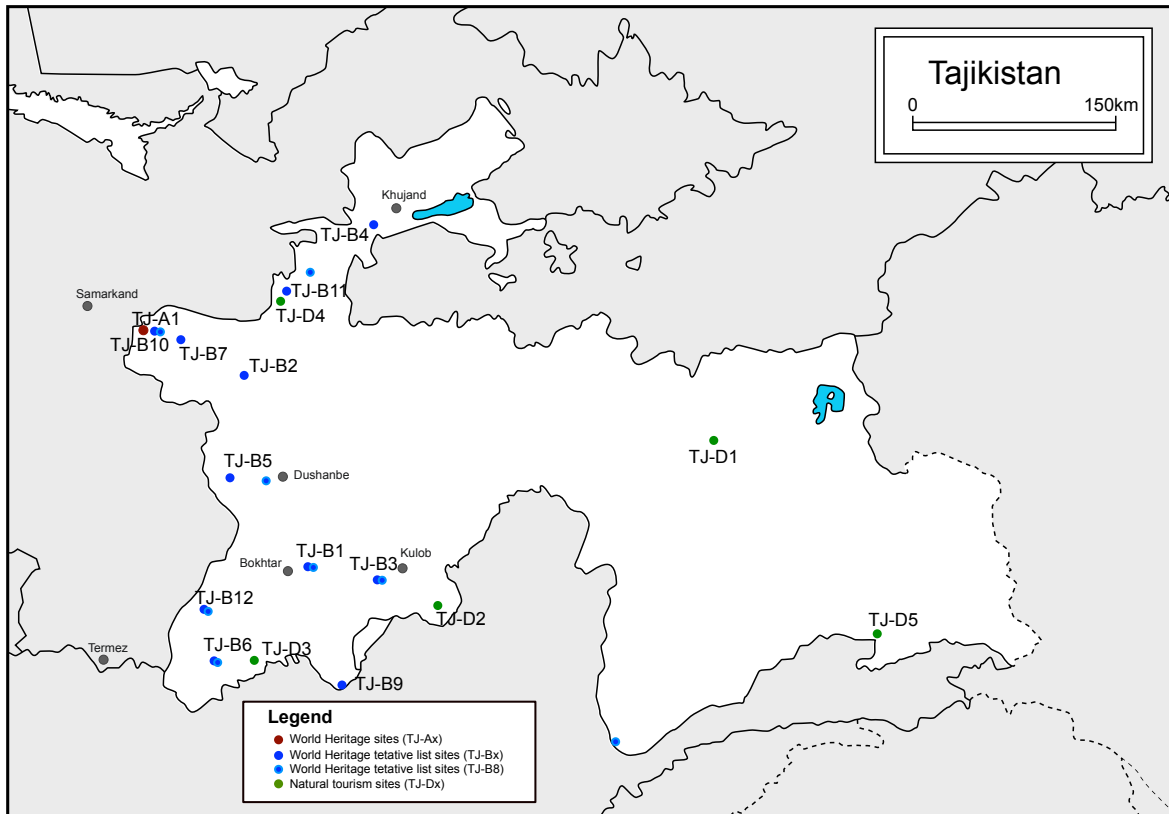 Tajikistan
0 150km
Khujand
TJ-B4
TJ-B11
Samarkand
TJ-D4
TJ-A1
TJ-B10
TJ-B7
TJ-B2
TJ-D1
TJ-B5
Dushanbe
TJ-B1
Kulob
Bokhtar
TJ-B3
TJ-B12
TJ-D2
TJ-D5
Termez
TJ-B6
TJ-D3
TJ-B9
Legend
World Heritage sites (TJ-Ax)
World Heritage tetative list sites (TJ-Bx)
World Heritage tetative list sites (TJ-B8)
Natural tourism sites (TJ-Dx)